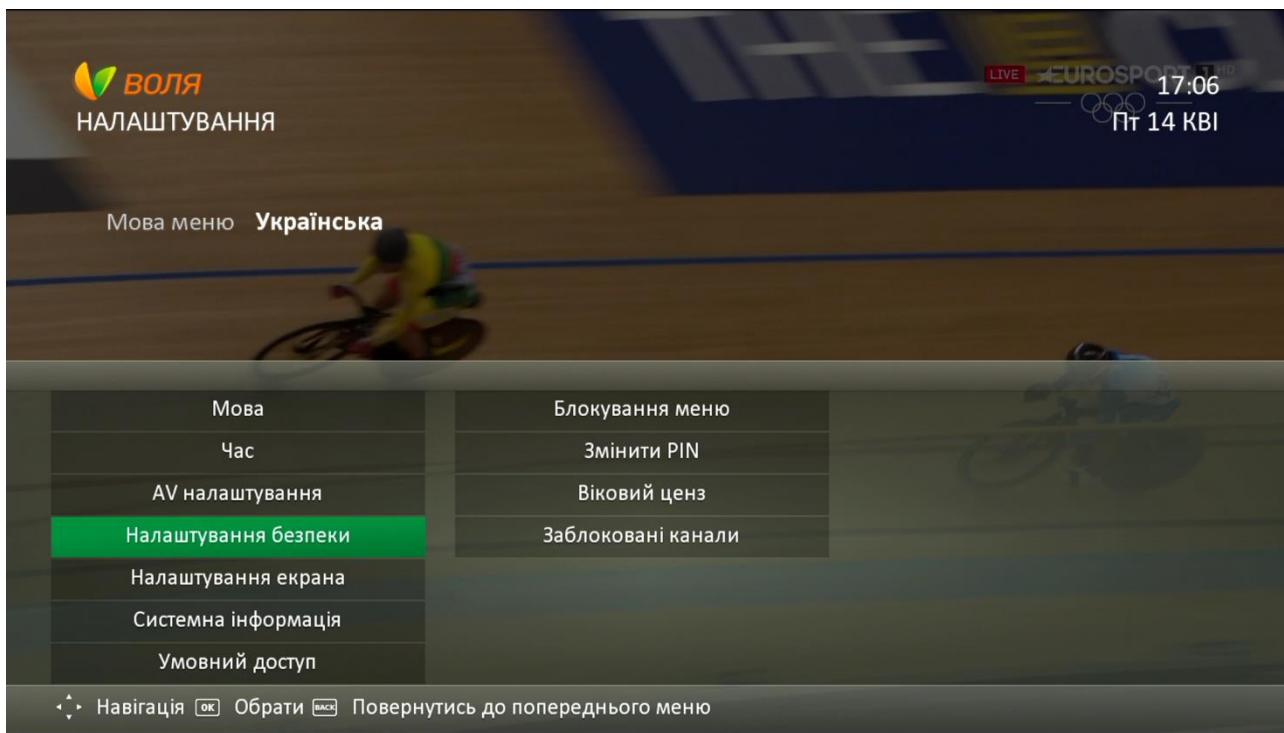 воля
НАЛАШТУВАННЯ
LIVE EUROSPORT 1 HD
17:06
Пт 14 КВІ
Мова меню Українська
Мова
Час
AV налаштування
Налаштування безпеки
Налаштування екрана
Системна інформація
Умовний доступ
Блокування меню
Змінити PIN
Віковий ценз
Заблоковані канали
Навігація OK Обрати BACK Повернутись до попереднього меню